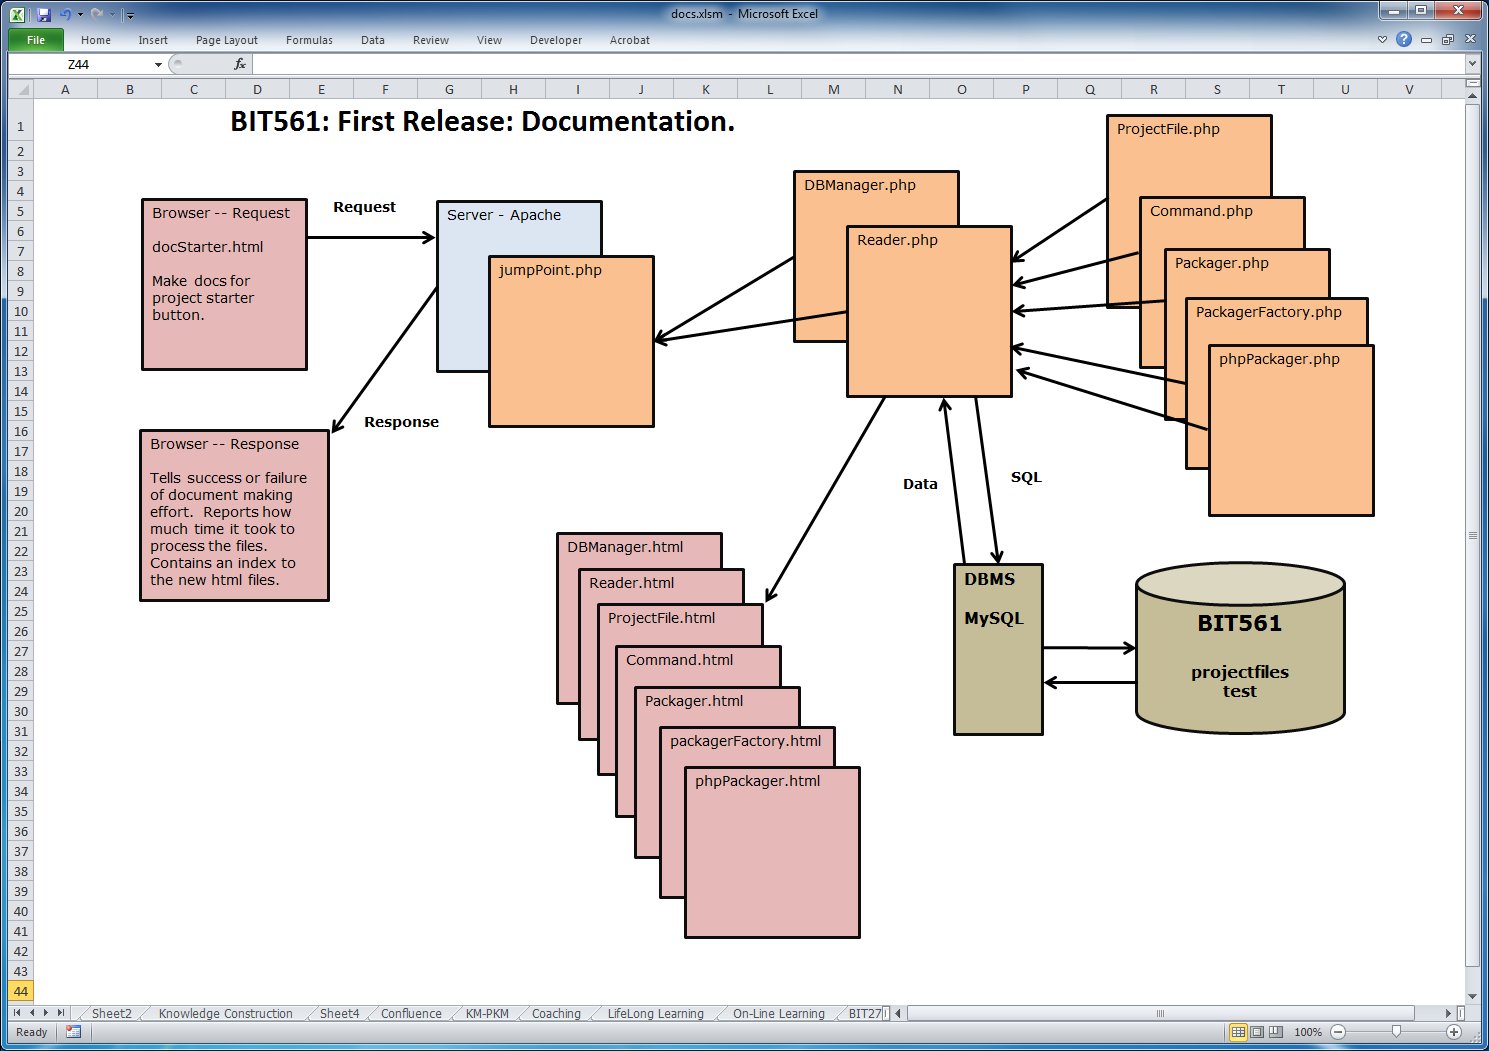 docs.xlsm - Microsoft Excel
File Home Insert Page Layout Formulas Data Review View Developer Acrobat
Z44 fx
A B C D E F G H I J K L M N O P Q R S T U V
1
2
3
4
5
6
7
8
9
10
11
12
13
14
15
16
17
18
19
20
21
22
23
24
25
26
27
28
29
30
31
32
33
34
35
36
37
38
39
40
41
42
43
44
BIT561: First Release: Documentation.
Browser -- Request
docStarter.html
Make docs for
project starter
button.
Request
Server - Apache
jumpPoint.php
Response
Browser -- Response
Tells success or failure
of document making
effort. Reports how
much time it took to
process the files.
Contains an index to
the new html files.
DBManager.php
Reader.php
ProjectFile.php
Command.php
Packager.php
PackagerFactory.php
phpPackager.php
Data
SQL
DBManager.html
Reader.html
ProjectFile.html
Command.html
Packager.html
packagerFactory.html
phpPackager.html
DBMS
MySQL
BIT561
projectfiles
test
Sheet2 Knowledge Construction Sheet4 Confluence KM-PKM Coaching LifeLong Learning On-Line Learning BIT27
Ready 100%